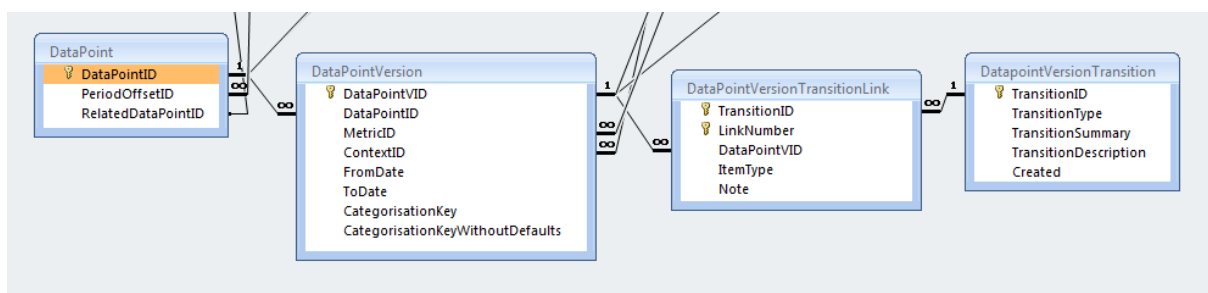 DataPoint
DataPointID
PeriodOffsetID
RelatedDataPointID
1
∞
∞
DataPointVersion
DataPointVID
DataPointID
MetricID
ContextID
FromDate
ToDate
CategorisationKey
CategorisationKeyWithoutDefaults
1
∞
∞
∞
DataPointVersionTransitionLink
TransitionID
LinkNumber
DataPointVID
ItemType
Note
∞
1
DatapointVersionTransition
TransitionID
TransitionType
TransitionSummary
TransitionDescription
Created